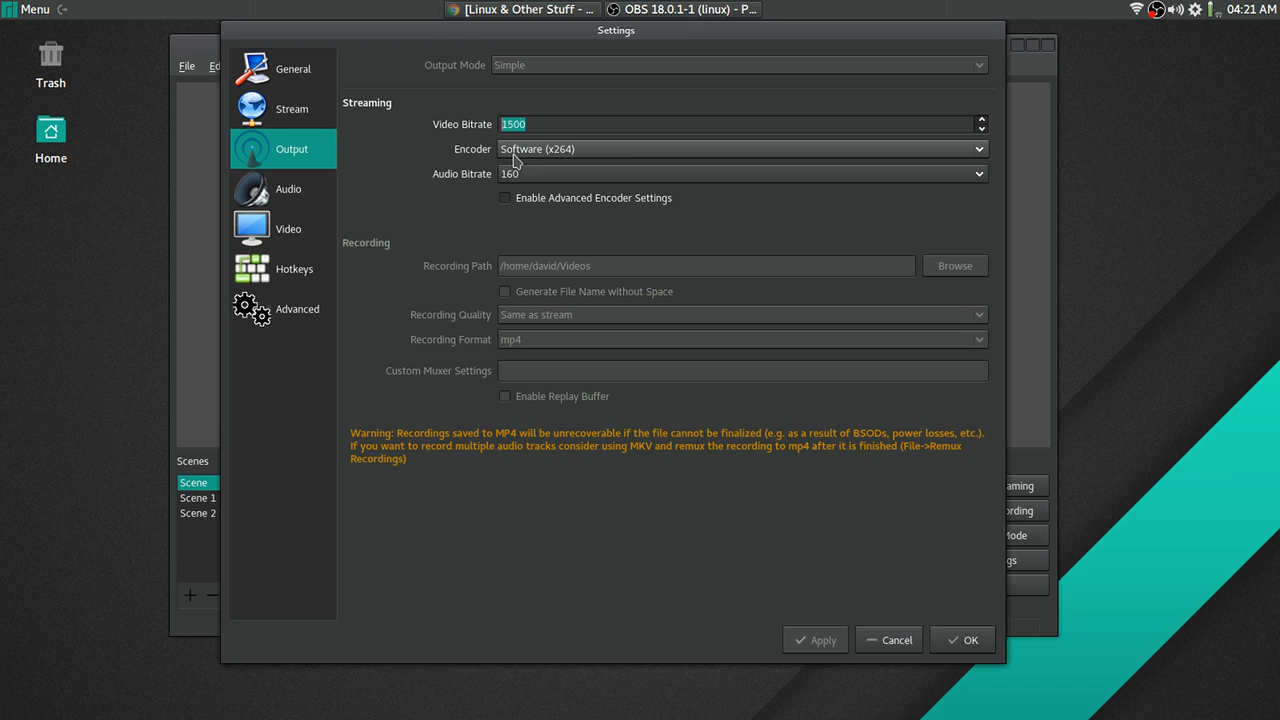 Menu
[Linux & Other Stuff - ...
OBS 18.0.1-1 (linux) - P...
04:21 AM
Settings
Trash
Home
File
Ed
General
Stream
Output
Audio
Video
Hotkeys
Advanced
Output Mode Simple
Streaming
Video Bitrate 1500
Encoder Software (x264)
Audio Bitrate 160
Enable Advanced Encoder Settings
Recording
Recording Path /home/david/Videos Browse
Generate File Name without Space
Recording Quality Same as stream
Recording Format mp4
Custom Muxer Settings
Enable Replay Buffer
Warning: Recordings saved to MP4 will be unrecoverable if the file cannot be finalized (e.g. as a result of BSODs, power losses, etc.).
If you want to record multiple audio tracks consider using MKV and remux the recording to mp4 after it is finished (File->Remux
Recordings)
Scenes
Scene
Scene 1
Scene 2
aming
ording
Mode
gs
Apply
Cancel
OK